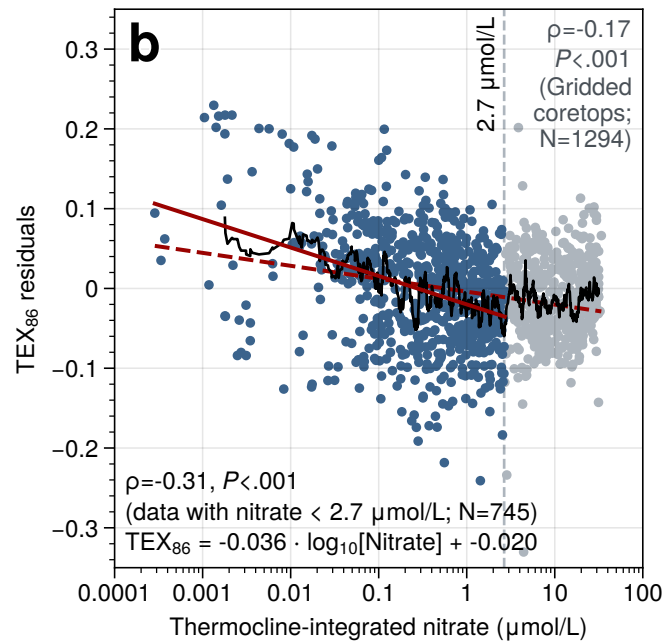 b
2.7 μmol/L
ρ=-0.17
P<.001
(Gridded
coretops;
N=1294)
0.3
0.2
0.1
0
−0.1
−0.2
−0.3
TEX₈₆ residuals
ρ=-0.31, P<.001
(data with nitrate < 2.7 μmol/L; N=745)
TEX₈₆ = -0.036 · log₁₀[Nitrate] + -0.020
0.0001 0.001 0.01 0.1 1 10 100
Thermocline-integrated nitrate (μmol/L)